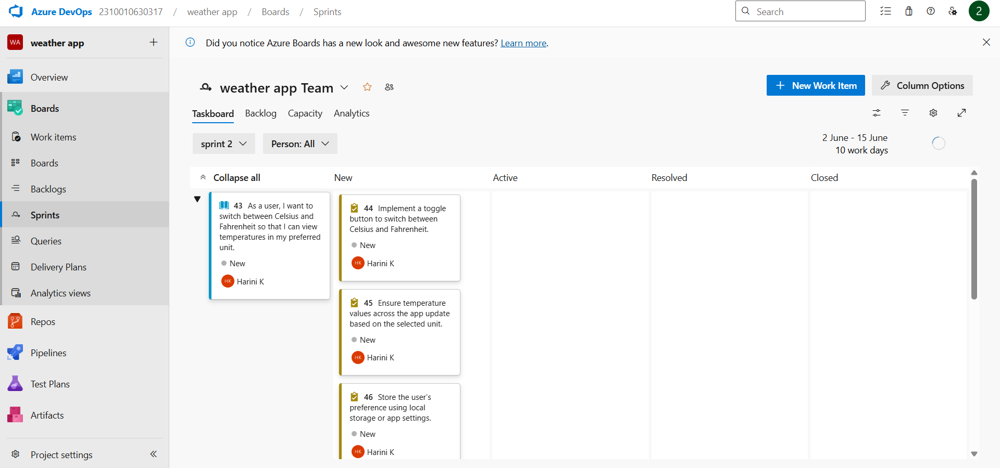 Azure DevOps 2310010630317 / weather app / Boards / Sprints
Search
2
WA weather app
Did you notice Azure Boards has a new look and awesome new features? Learn more.
Overview
Boards
Work items
Boards
Backlogs
Sprints
Queries
Delivery Plans
Analytics views
Repos
Pipelines
Test Plans
Artifacts
Project settings
weather app Team
New Work Item
Column Options
Taskboard Backlog Capacity Analytics
sprint 2
Person: All
2 June - 15 June
10 work days
Collapse all New Active Resolved Closed
43 As a user, I want to
switch between Celsius and
Fahrenheit so that I can view
temperatures in my preferred
unit.
New
HK Harini K
44 Implement a toggle
button to switch between
Celsius and Fahrenheit.
New
HK Harini K
45 Ensure temperature
values across the app update
based on the selected unit.
New
HK Harini K
46 Store the user’s
preference using local
storage or app settings.
New
HK Harini K